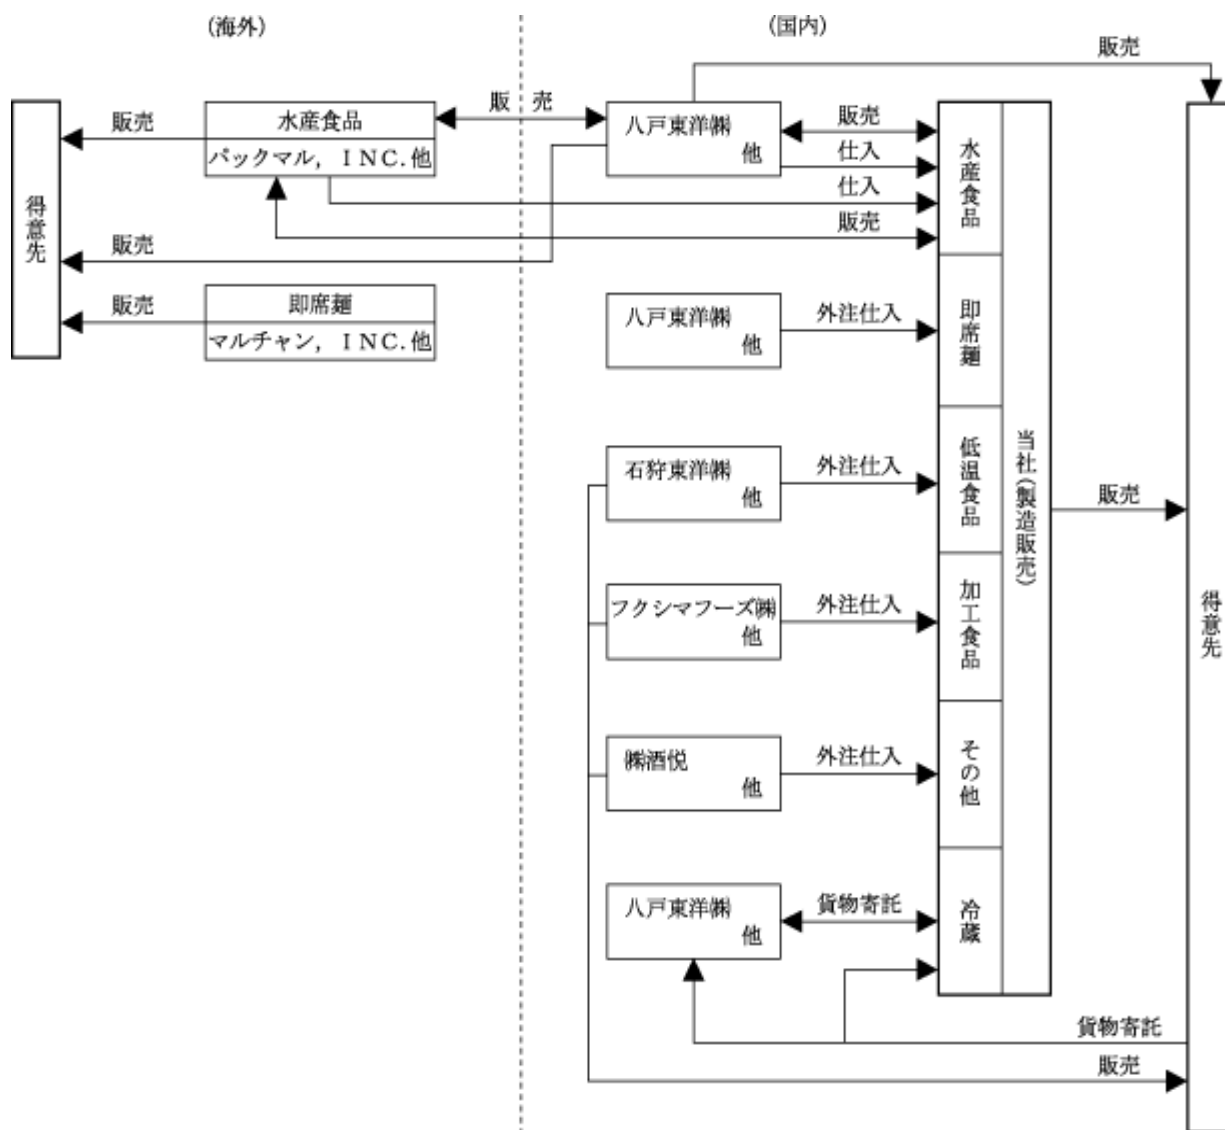 (海外)
(国内)
販売
得意先
販売
水産食品
パックマル，ＩＮＣ.他
販売
八戸東洋㈱
他
販売
仕入
仕入
販売
水産食品
販売
販売
即席麺
マルチャン，ＩＮＣ.他
八戸東洋㈱
他
外注仕入
即席麺
石狩東洋㈱
他
外注仕入
低温食品
当社(製造販売)
販売
フクシマフーズ㈱
他
外注仕入
加工食品
得意先
㈱酒悦
他
外注仕入
その他
八戸東洋㈱
他
貨物寄託
冷蔵
貨物寄託
販売